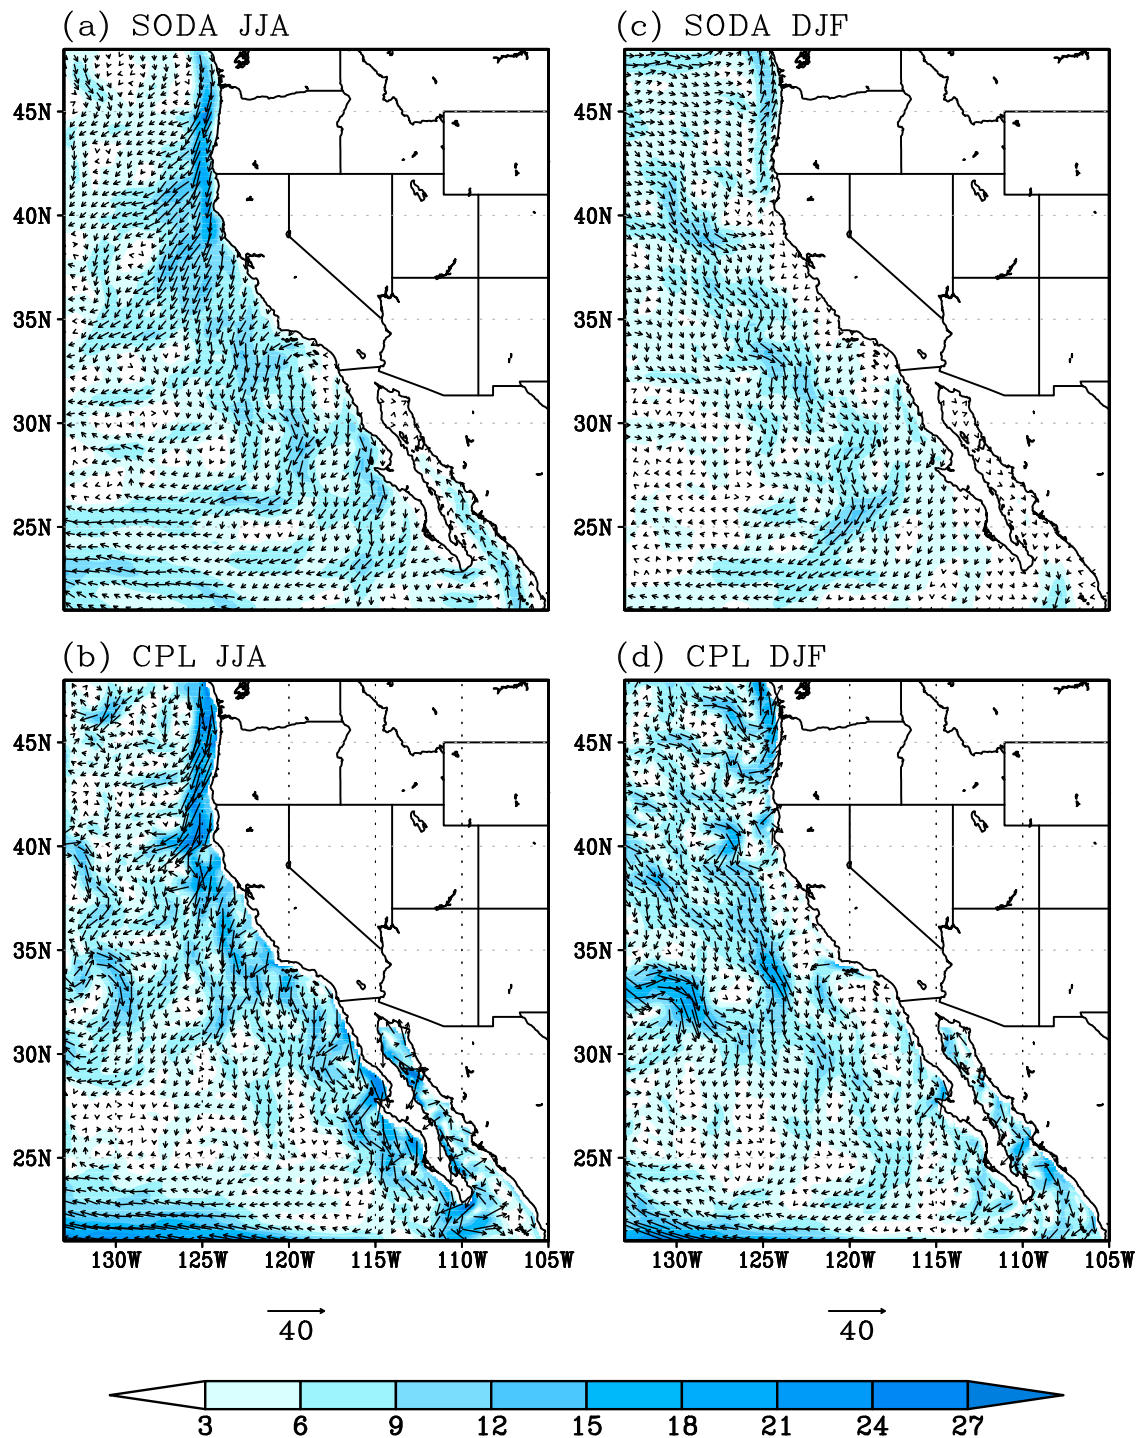 (a) SODA JJA
(c) SODA DJF
45N
40N
35N
30N
25N
45N
40N
35N
30N
25N
(b) CPL JJA
(d) CPL DJF
45N
40N
35N
30N
25N
45N
40N
35N
30N
25N
130W 125W 120W 115W 110W 105W
130W 125W 120W 115W 110W 105W
40
40
3 6 9 12 15 18 21 24 27